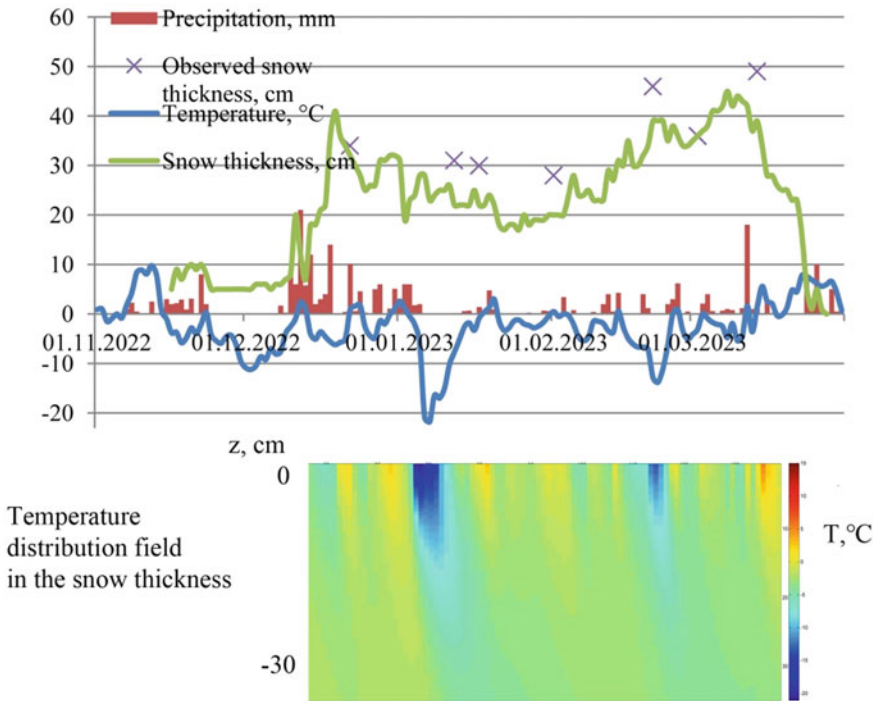 60
Precipitation, mm
50
Observed snow
thickness, cm
40
Temperature, °C
30
Snow thickness, cm
20
10
0
01.11.2022 01.12.2022 01.01.2023 01.02.2023 01.03.2023
-10
-20
z, cm
0
Temperature
distribution field
in the snow thickness
T,°C
-30